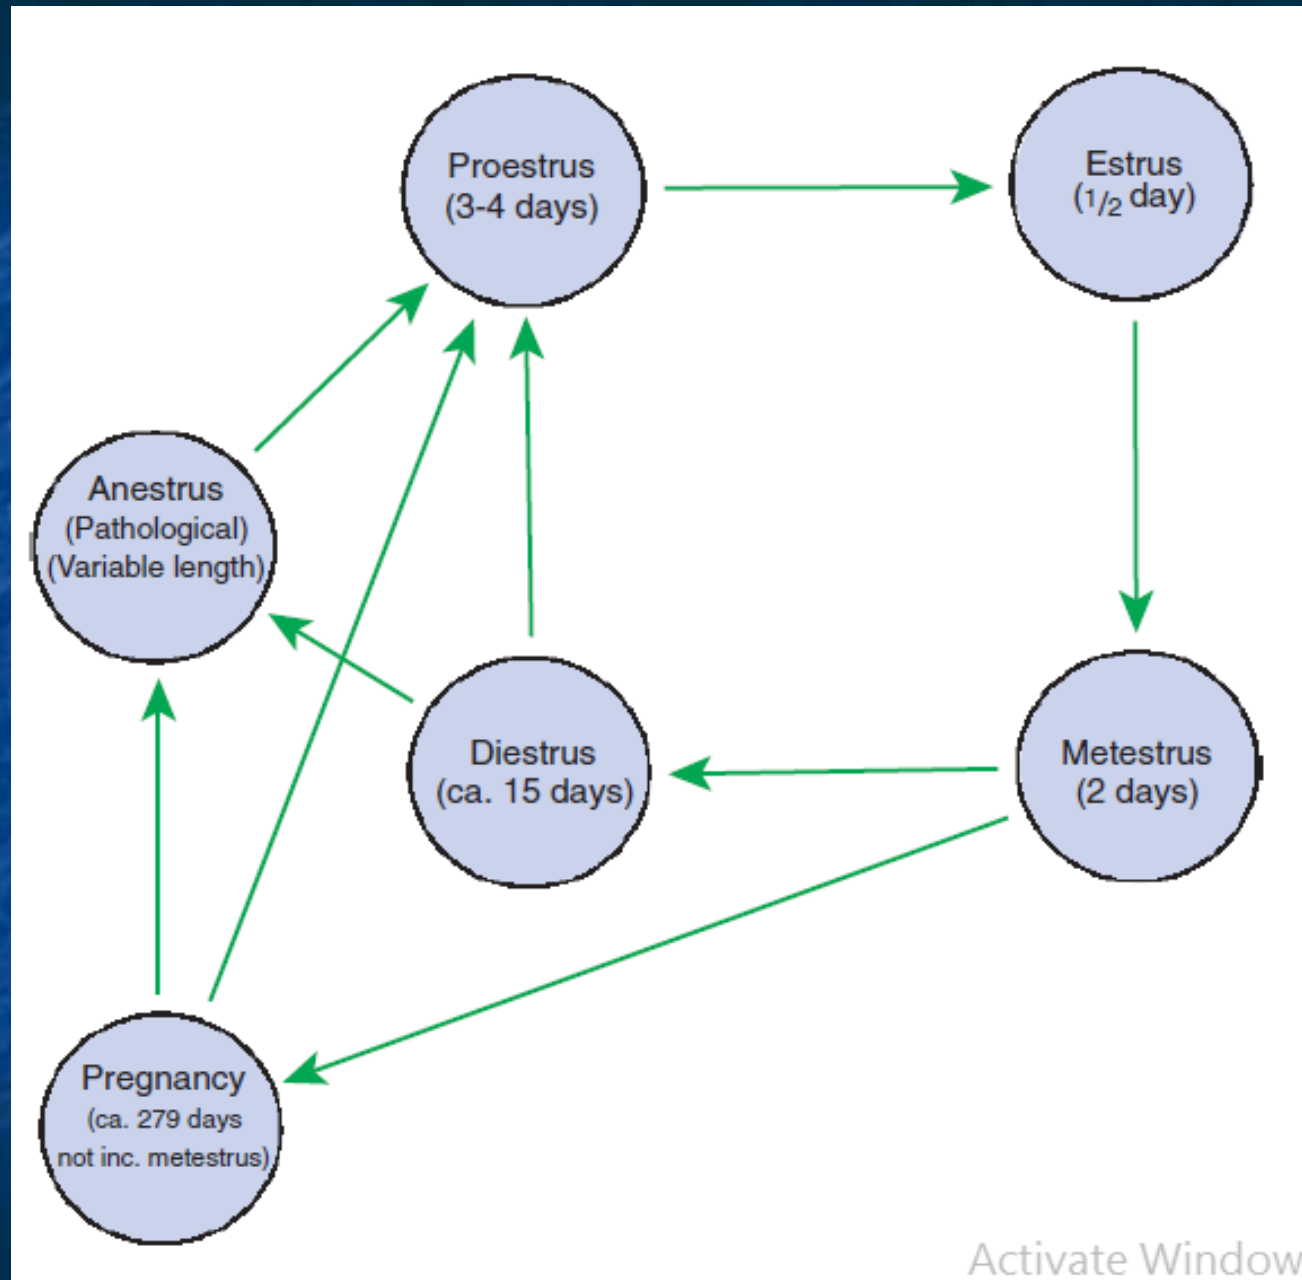 Proestrus
(3-4 days)
Estrus
(1/2 day)
Anestrus
(Pathological)
(Variable length)
Diestrus
(ca. 15 days)
Metestrus
(2 days)
Pregnancy
(ca. 279 days
not inc. metestrus)
Activate Window